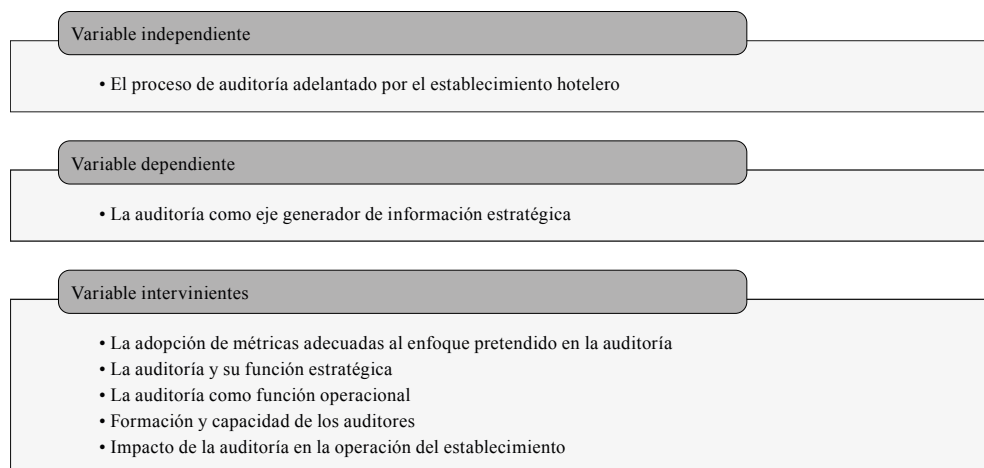 Variable independiente
• El proceso de auditoría adelantado por el establecimiento hotelero
Variable dependiente
• La auditoría como eje generador de información estratégica
Variable intervinientes
• La adopción de métricas adecuadas al enfoque pretendido en la auditoría
• La auditoría y su función estratégica
• La auditoría como función operacional
• Formación y capacidad de los auditores
• Impacto de la auditoría en la operación del establecimiento